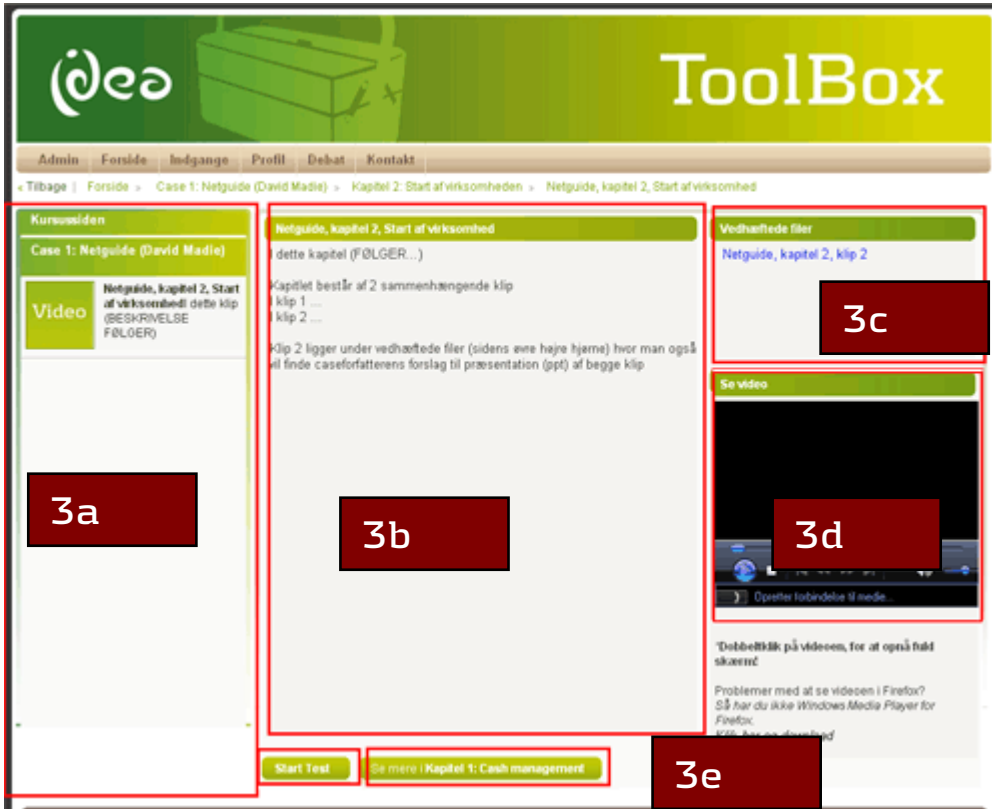 idea
ToolBox
Admin Forside Indgange Profil Debat Kontakt
« Tilbage | Forside » Case 1: Netguide (David Madie) » Kapitel 2: Start af virksomheden » Netguide, kapitel 2, Start af virksomhed
Kursussiden
Case 1: Netguide (David Madie)
Video
Netguide, kapitel 2, Start
af virksomhedI dette klip
(BESKRIVELSE
FØLGER)
3a
Netguide, kapitel 2, Start af virksomhed
I dette kapitel (FØLGER...)
Kapitlet består af 2 sammenhængende klip
I klip 1 ...
I klip 2 ...
Klip 2 ligger under vedhæftede filer (sidens øvre højre hjørne) hvor man også
vil finde caseforfatterens forslag til præsentation (ppt) af begge klip
3b
Vedhæftede filer
Netguide, kapitel 2, klip 2
3c
Se video
3d
Opretter forbindelse til medie...
*Dobbeltklik på videoen, for at opnå fuld
skærm!
Problemer med at se videoen i Firefox?
Så har du ikke Windows Media Player for
Firefox.
Klik her og download
Start Test
Se mere i Kapitel 1: Cash management
3e